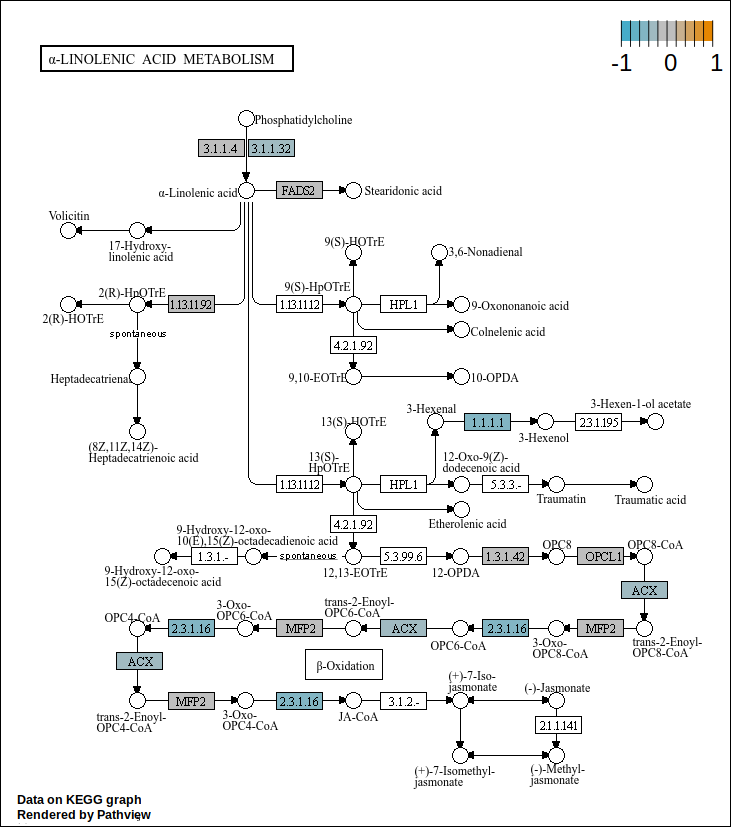 α-LINOLENIC ACID METABOLISM
-1 0 1
Phosphatidylcholine
3.1.1.4 3.1.1.32
α-Linolenic acid
FADS2
Stearidonic acid
Volicitin
17-Hydroxy-
linolenic acid
9(S)-HOTrE
3,6-Nonadienal
2(R)-HpOTrE
1.13.11.92
9(S)-HpOTrE
1.13.11.12
HPL1
9-Oxononanoic acid
2(R)-HOTrE
Colnelenic acid
spontaneous
4.2.1.92
Heptadecatrienal
9,10-EOTrE
10-OPDA
3-Hexenal
3-Hexen-1-ol acetate
1.1.1.1
2.3.1.195
3-Hexenol
13(S)-HOTrE
(8Z,11Z,14Z)-
Heptadecatrienoic acid
13(S)-
HpOTrE
12-Oxo-9(Z)-
dodecenoic acid
1.13.11.12
HPL1
5.3.3.-
Traumatin
Traumatic acid
4.2.1.92
Etherolenic acid
9-Hydroxy-12-oxo-
10(E),15(Z)-octadecadienoic acid
OPC8
OPC8-CoA
1.3.1.-
spontaneous
5.3.99.6
1.3.1.42
OPCL1
9-Hydroxy-12-oxo-
15(Z)-octadecenoic acid
12,13-EOTrE
12-OPDA
ACX
OPC4-CoA
3-Oxo-
OPC6-CoA
trans-2-Enoyl-
OPC6-CoA
2.3.1.16
MFP2
ACX
2.3.1.16
MFP2
OPC6-CoA
3-Oxo-
OPC8-CoA
trans-2-Enoyl-
OPC8-CoA
ACX
β-Oxidation
(+)-7-Iso-
jasmonate
(-)-Jasmonate
MFP2
2.3.1.16
3.1.2.-
trans-2-Enoyl-
OPC4-CoA
3-Oxo-
OPC4-CoA
JA-CoA
2.1.1.141
(+)-7-Isomethyl-
jasmonate
(-)-Methyl-
jasmonate
Data on KEGG graph
Rendered by Pathview